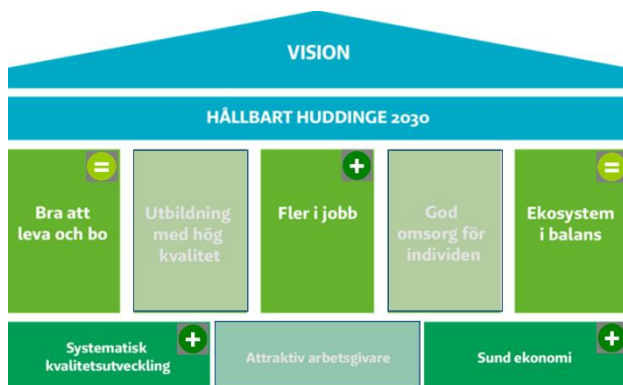 VISION
HÅLLBART HUDDINGE 2030
=
Bra att
leva och bo
Utbildning
med hög
kvalitet
+
Fler i jobb
God
omsorg för
individen
=
Ekosystem
i balans
+
Systematisk
kvalitetsutveckling
Attraktiv arbetsgivare
+
Sund ekonomi